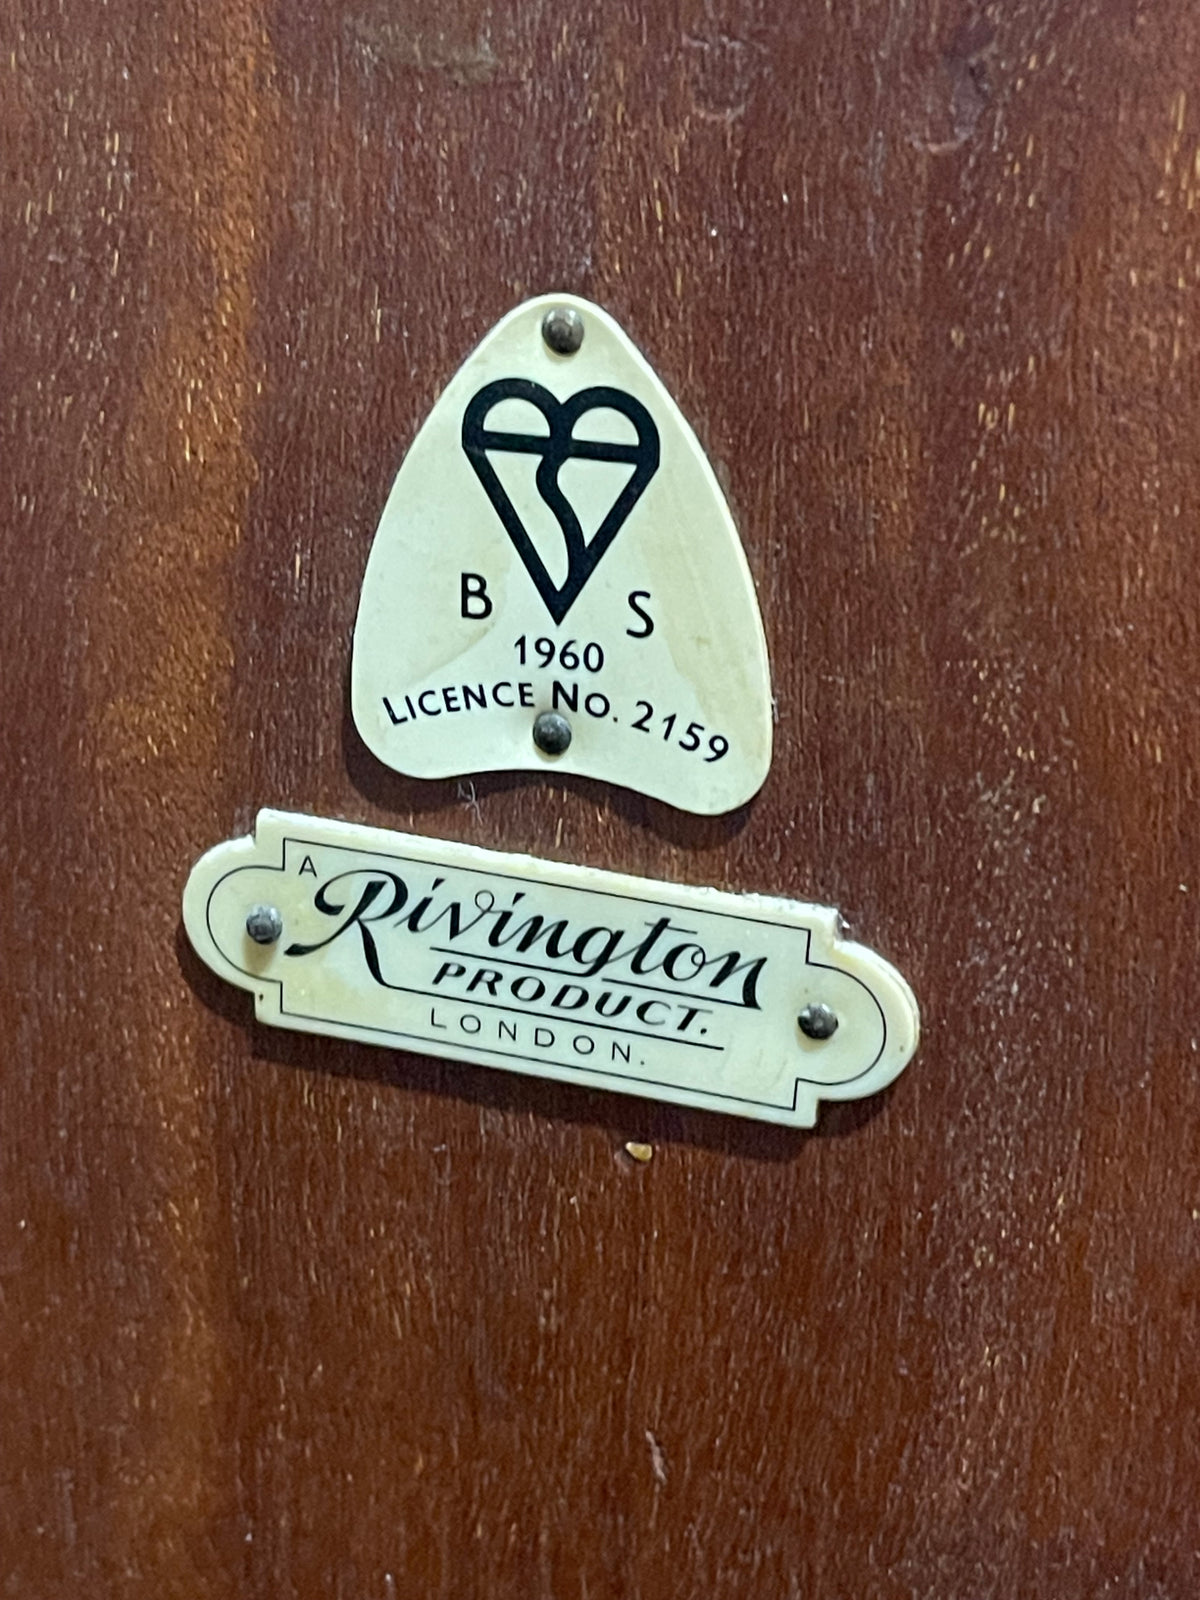 B S
1960
LICENCE NO. 2159
A Rivington
PRODUCT.
LONDON.